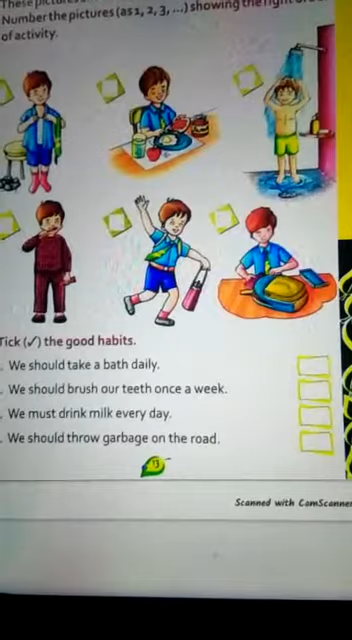 These
Number the pictures (as 1, 2, 3, ...) showing the right
of activity.
Tick (✓) the good habits.
. We should take a bath daily.
. We should brush our teeth once a week.
. We must drink milk every day.
. We should throw garbage on the road.
Scanned with CamScanne